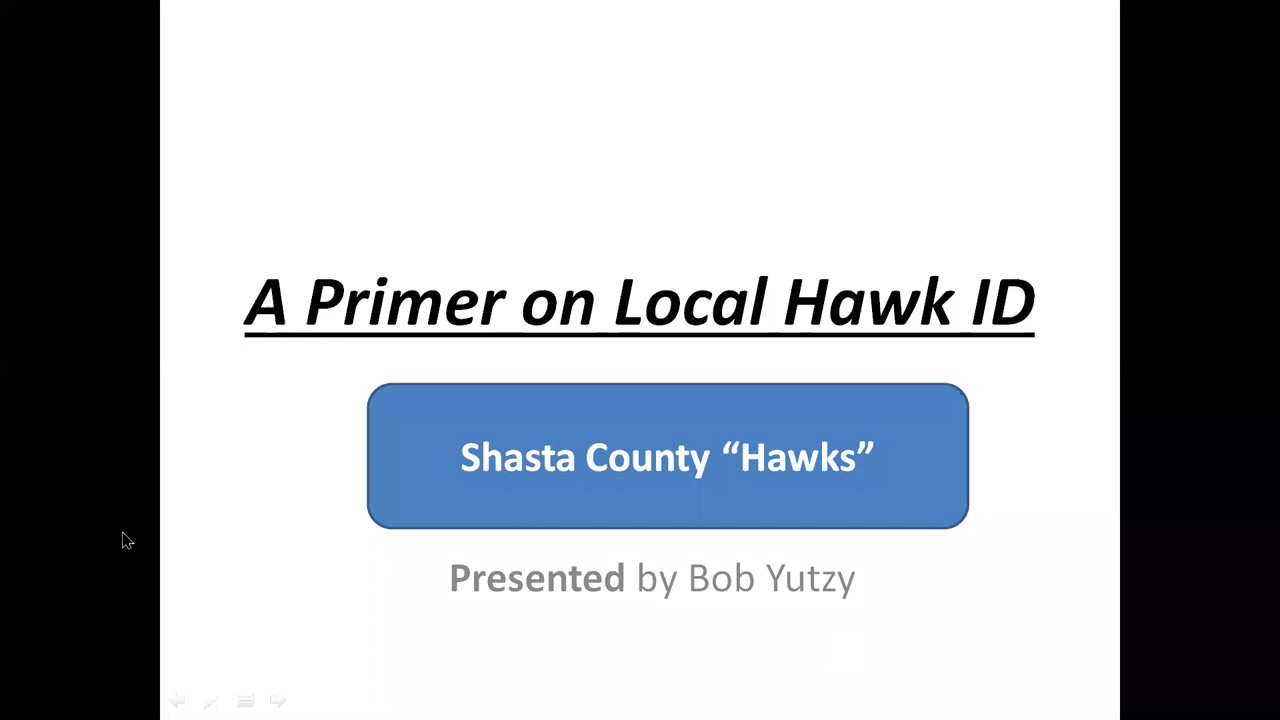 A Primer on Local Hawk ID
Shasta County “Hawks”
Presented by Bob Yutzy